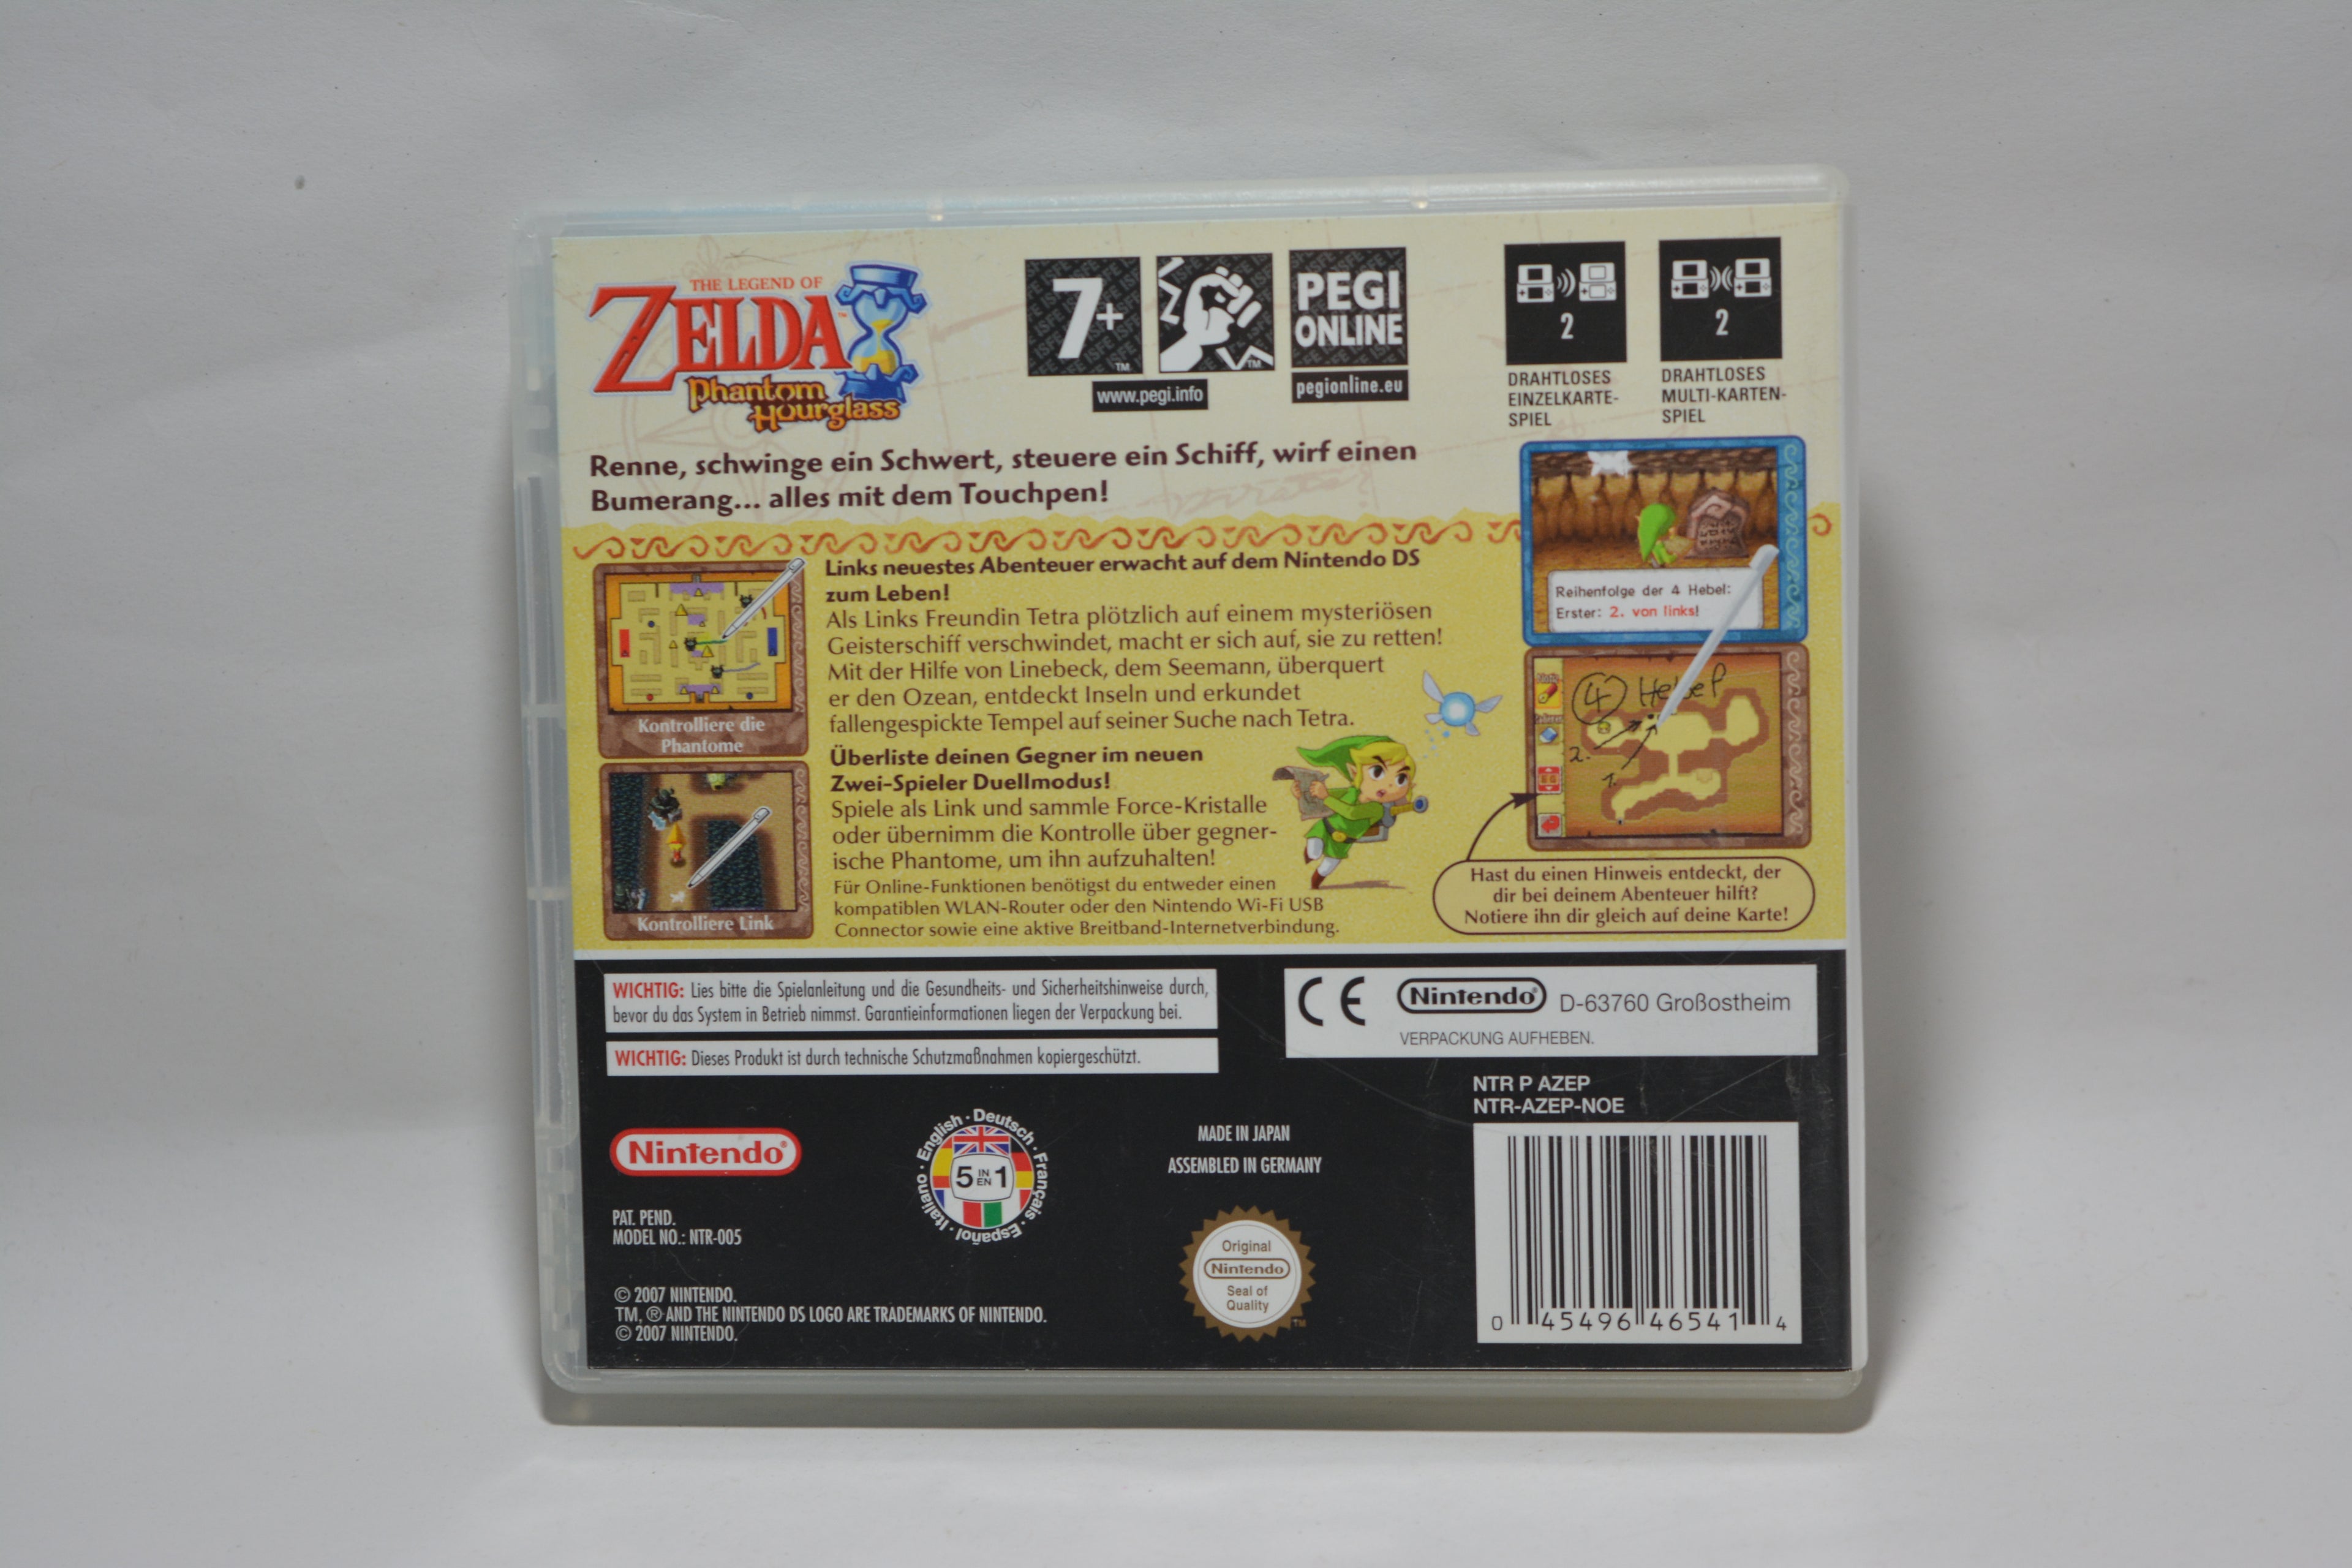 THE LEGEND OF
ZELDA™
Phantom
Hourglass
7+
TM
TM
www.pegi.info
PEGI
ONLINE
pegionline.eu
2
DRAHTLOSES
EINZELKARTE-
SPIEL
2
DRAHTLOSES
MULTI-KARTEN-
SPIEL
Renne, schwinge ein Schwert, steuere ein Schiff, wirf einen
Bumerang... alles mit dem Touchpen!
Kontrolliere die
Phantome
Kontrolliere Link
Links neuestes Abenteuer erwacht auf dem Nintendo DS
zum Leben!
Als Links Freundin Tetra plötzlich auf einem mysteriösen
Geisterschiff verschwindet, macht er sich auf, sie zu retten!
Mit der Hilfe von Linebeck, dem Seemann, überquert
er den Ozean, entdeckt Inseln und erkundet
fallengespickte Tempel auf seiner Suche nach Tetra.
Überliste deinen Gegner im neuen
Zwei-Spieler Duellmodus!
Spiele als Link und sammle Force-Kristalle
oder übernimm die Kontrolle über gegner-
ische Phantome, um ihn aufzuhalten!
Für Online-Funktionen benötigst du entweder einen
kompatiblen WLAN-Router oder den Nintendo Wi-Fi USB
Connector sowie eine aktive Breitband-Internetverbindung.
Reihenfolge der 4 Hebel:
Erster: 2. von links!
4
2.
1.
Hast du einen Hinweis entdeckt, der
dir bei deinem Abenteuer hilft?
Notiere ihn dir gleich auf deine Karte!
WICHTIG: Lies bitte die Spielanleitung und die Gesundheits- und Sicherheitshinweise durch,
bevor du das System in Betrieb nimmst. Garantieinformationen liegen der Verpackung bei.
WICHTIG: Dieses Produkt ist durch technische Schutzmaßnahmen kopiergeschützt.
CE Nintendo® D-63760 Großostheim
VERPACKUNG AUFHEBEN.
NTR P AZEP
NTR-AZEP-NOE
Nintendo®
PAT. PEND.
MODEL NO.: NTR-005
English · Deutsch · Français · Español · Italiano ·
5 IN EN 1
MADE IN JAPAN
ASSEMBLED IN GERMANY
Original
Nintendo
Seal of
Quality
TM
© 2007 NINTENDO.
TM, ® AND THE NINTENDO DS LOGO ARE TRADEMARKS OF NINTENDO.
© 2007 NINTENDO.
0 45496 46541 4